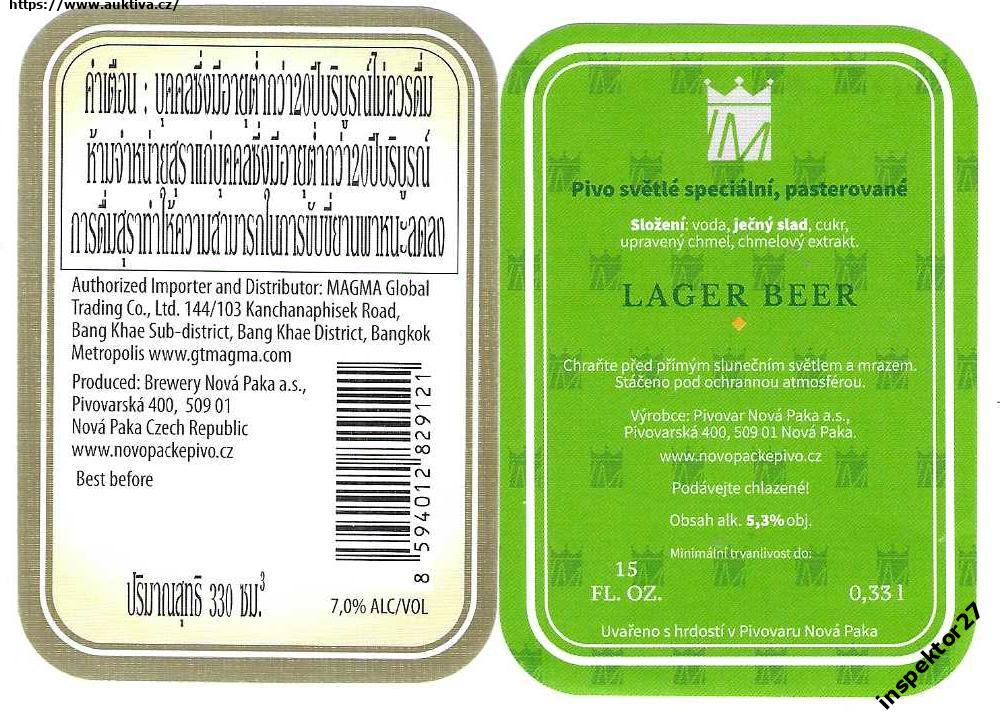 https://www.auktiva.cz/
คำเตือน : บุคคลซึ่งมีอายุต่ำกว่า20ปีบริบูรณ์ไม่ควรดื่ม
ห้ามจำหน่ายสุราแก่บุคคลซึ่งมีอายุต่ำกว่า20ปีบริบูรณ์
การดื่มสุราทำให้ความสามารถในการขับขี่ยานพาหนะลดลง
Authorized Importer and Distributor: MAGMA Global
Trading Co., Ltd. 144/103 Kanchanaphisek Road,
Bang Khae Sub-district, Bang Khae District, Bangkok
Metropolis www.gtmagma.com
Produced: Brewery Nová Paka a.s.,
Pivovarská 400, 509 01
Nová Paka Czech Republic
www.novopackepivo.cz
Best before
8 594012 829121
ปริมาณสุทธิ 330 ซม.³
7,0% ALC/VOL
Pivo světlé speciální, pasterované
Složení: voda, ječný slad, cukr,
upravený chmel, chmelový extrakt.
LAGER BEER
Chraňte před přímým slunečním světlem a mrazem.
Stáčeno pod ochrannou atmosférou.
Výrobce: Pivovar Nová Paka a.s.,
Pivovarská 400, 509 01 Nová Paka.
www.novopackepivo.cz
Podávejte chlazené!
Obsah alk. 5,3% obj.
Minimální trvanlivost do:
15
FL. OZ.
0,33 l
Uvařeno s hrdostí v Pivovaru Nová Paka
inspektor27